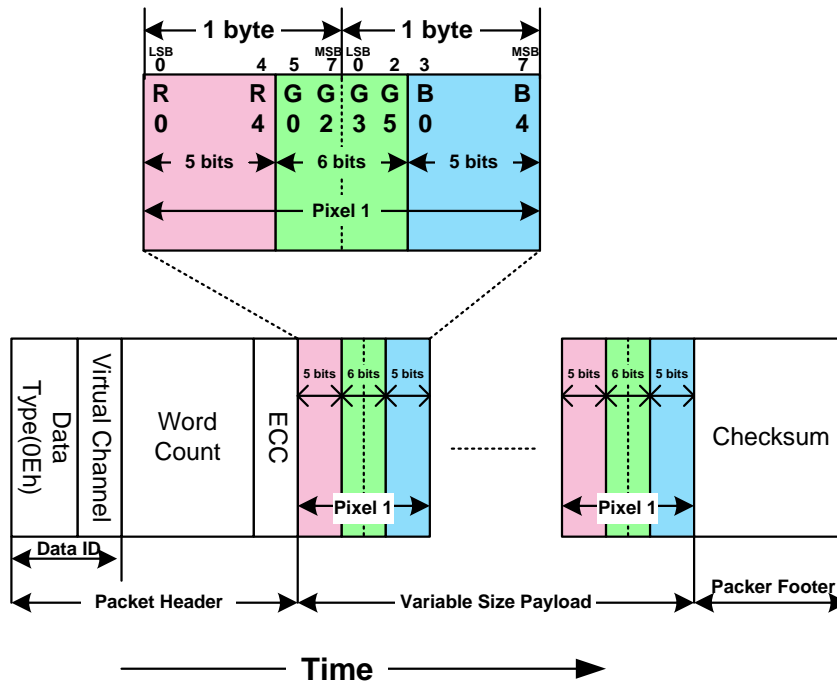 1 byte 1 byte
LSB MSB LSB MSB
0 4 5 7 0 2 3 7
R R G G G G B B
0 4 0 2 3 5 0 4
5 bits 6 bits 5 bits
Pixel 1
5 bits 6 bits 5 bits 5 bits 6 bits 5 bits
Data
Type(0Eh)
Virtual Channel
Word
Count
ECC
Checksum
Pixel 1 Pixel 1
Data ID
Packet Header Variable Size Payload Packer Footer
Time